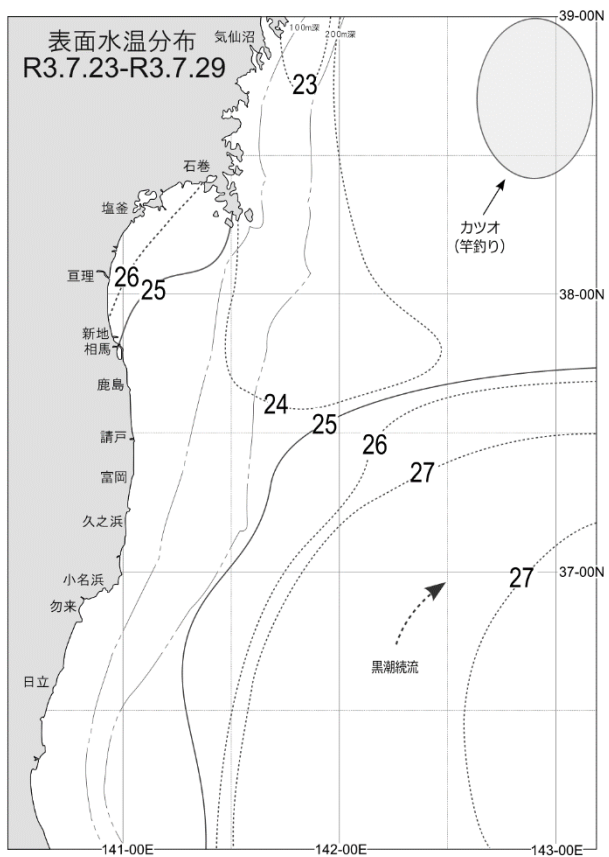 表面水温分布
R3.7.23-R3.7.29
気仙沼
100m深
200m深
39-00N
23
石巻
塩釜
カツオ
(竿釣り)
亘理
26
25
38-00N
新地
相馬
鹿島
24
25
請戸
26
27
富岡
久之浜
小名浜
37-00N
27
勿来
黒潮続流
日立
141-00E
142-00E
143-00E